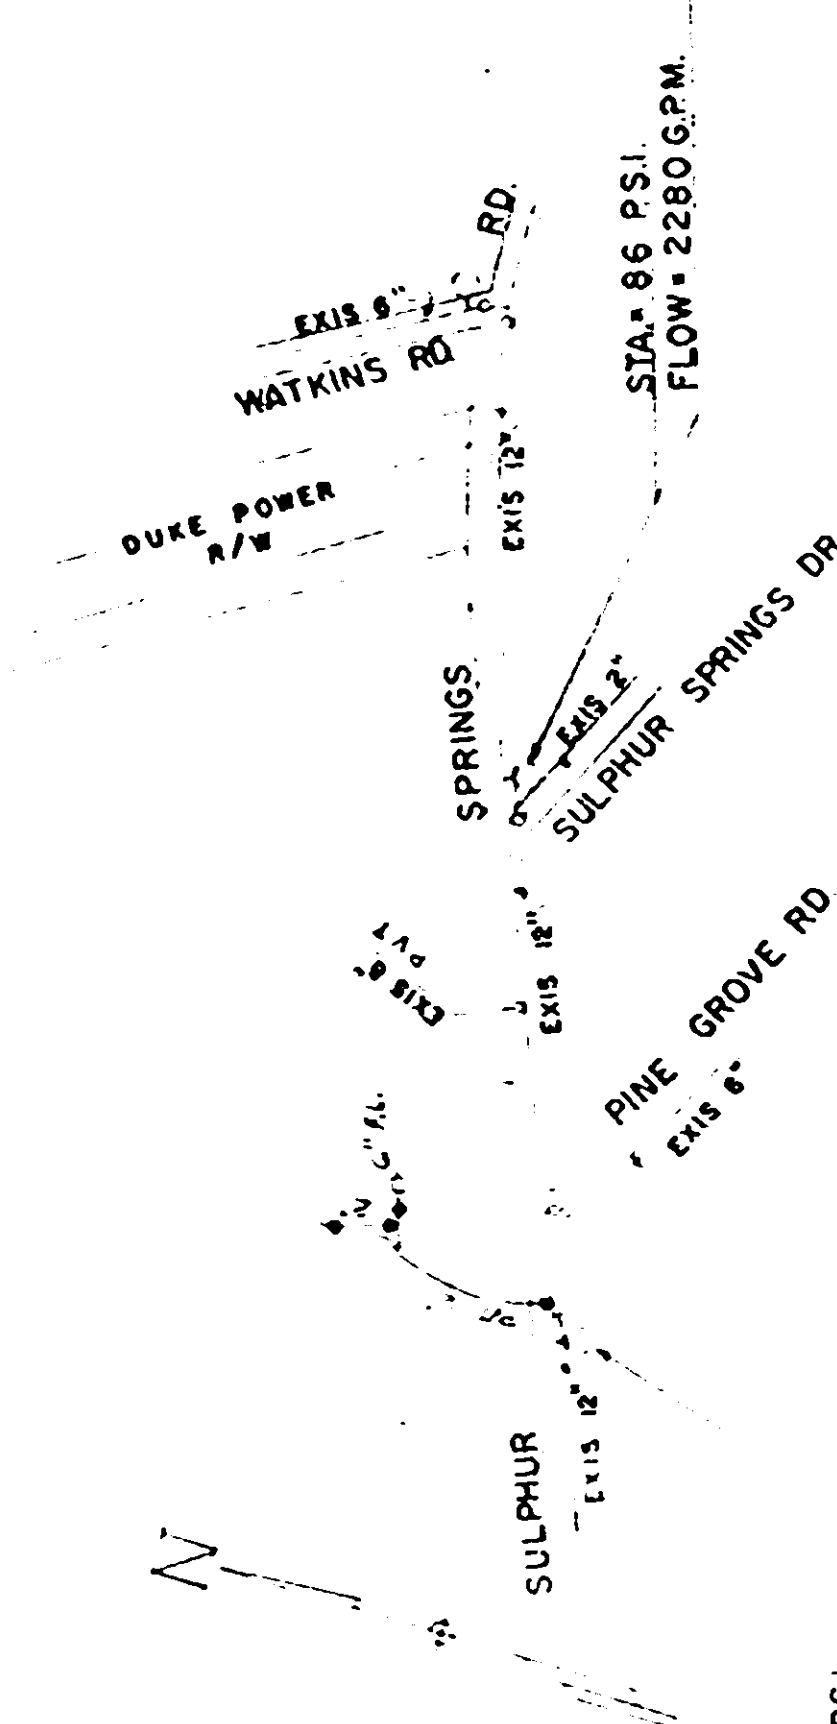 RD.
EXIS 6"
WATKINS RD
STA.= 86 P.S.I.
FLOW = 2280 G.P.M.
EXIS 12"
DUKE POWER
R/W
SPRINGS
EXIS 2"
SULPHUR SPRINGS DR
EXIS 12"
EXIS 6"
PVT
PINE GROVE RD
EXIS 6"
6" F.L.
EXIS 12"
SULPHUR
N